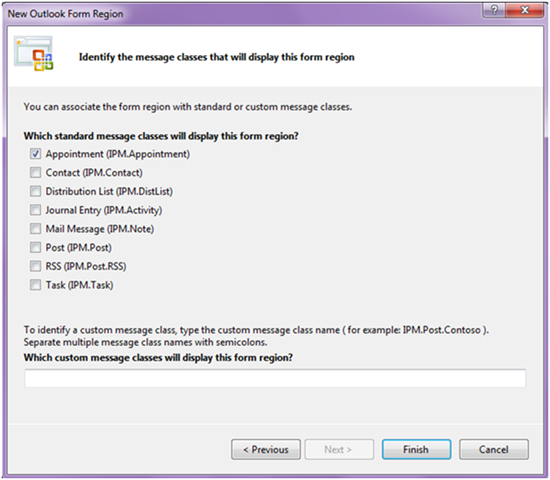 New Outlook Form Region
Identify the message classes that will display this form region
You can associate the form region with standard or custom message classes.
Which standard message classes will display this form region?
Appointment (IPM.Appointment)
Contact (IPM.Contact)
Distribution List (IPM.DistList)
Journal Entry (IPM.Activity)
Mail Message (IPM.Note)
Post (IPM.Post)
RSS (IPM.Post.RSS)
Task (IPM.Task)
To identify a custom message class, type the custom message class name ( for example: IPM.Post.Contoso ).
Separate multiple message class names with semicolons.
Which custom message classes will display this form region?
< Previous Next > Finish Cancel